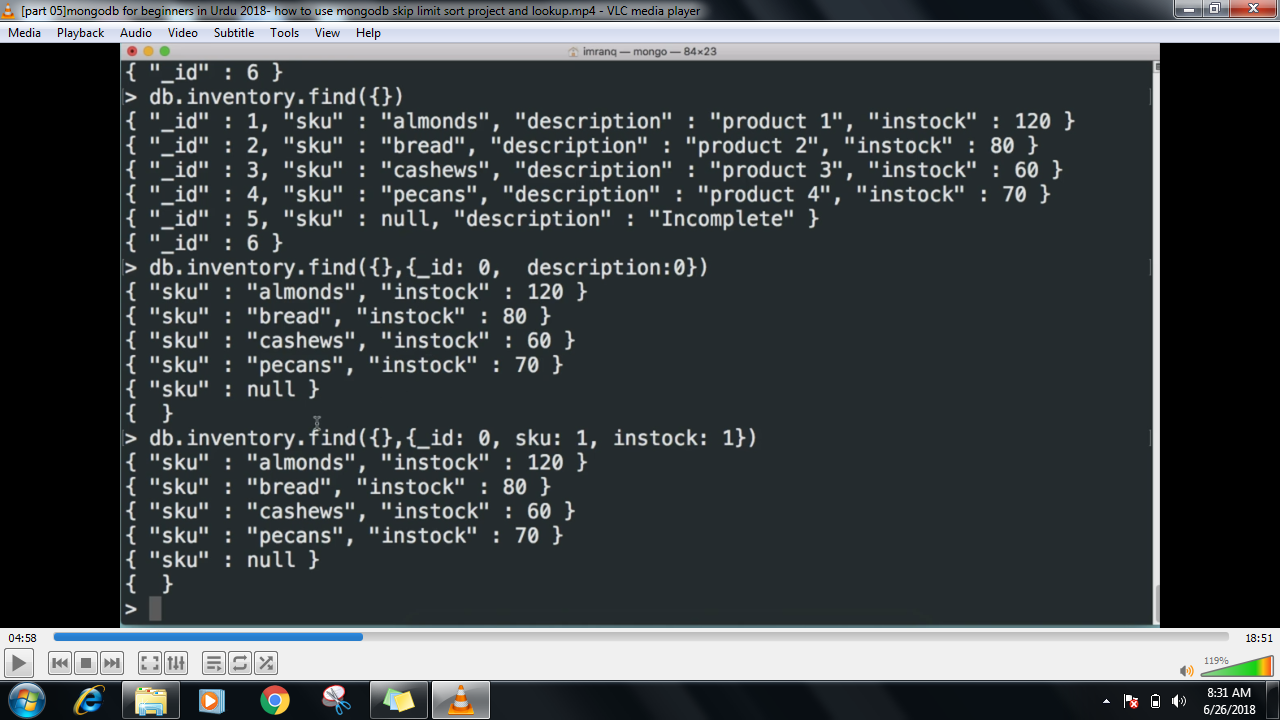 [part 05]mongodb for beginners in Urdu 2018- how to use mongodb skip limit sort project and lookup.mp4 - VLC media player
Media Playback Audio Video Subtitle Tools View Help
imranq — mongo — 84×23
{ "_id" : 6 }
> db.inventory.find({})
{ "_id" : 1, "sku" : "almonds", "description" : "product 1", "instock" : 120 }
{ "_id" : 2, "sku" : "bread", "description" : "product 2", "instock" : 80 }
{ "_id" : 3, "sku" : "cashews", "description" : "product 3", "instock" : 60 }
{ "_id" : 4, "sku" : "pecans", "description" : "product 4", "instock" : 70 }
{ "_id" : 5, "sku" : null, "description" : "Incomplete" }
{ "_id" : 6 }
> db.inventory.find({},{_id: 0,  description:0})
{ "sku" : "almonds", "instock" : 120 }
{ "sku" : "bread", "instock" : 80 }
{ "sku" : "cashews", "instock" : 60 }
{ "sku" : "pecans", "instock" : 70 }
{ "sku" : null }
{  }
> db.inventory.find({},{_id: 0, sku: 1, instock: 1})
{ "sku" : "almonds", "instock" : 120 }
{ "sku" : "bread", "instock" : 80 }
{ "sku" : "cashews", "instock" : 60 }
{ "sku" : "pecans", "instock" : 70 }
{ "sku" : null }
{  }
>
04:58 18:51
119%
8:31 AM
6/26/2018